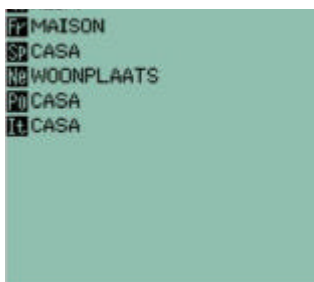 Fr MAISON
Sp CASA
Ne WOONPLAATS
Po CASA
It CASA